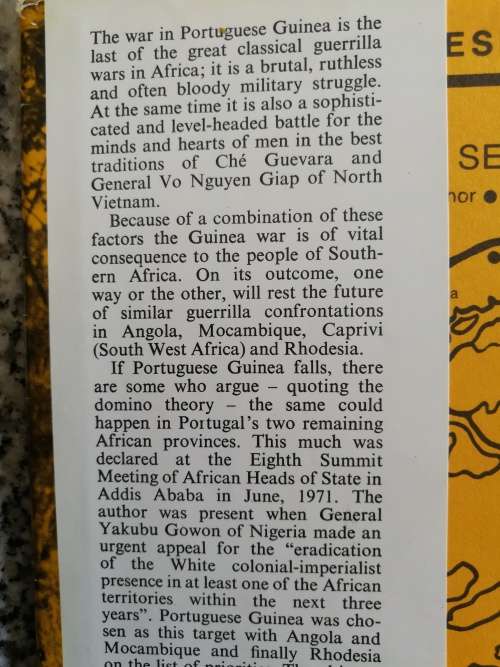 The war in Portuguese Guinea is the
last of the great classical guerrilla
wars in Africa; it is a brutal, ruthless
and often bloody military struggle.
At the same time it is also a sophisti-
cated and level-headed battle for the
minds and hearts of men in the best
traditions of Ché Guevara and
General Vo Nguyen Giap of North
Vietnam.
Because of a combination of these
factors the Guinea war is of vital
consequence to the people of South-
ern Africa. On its outcome, one
way or the other, will rest the future
of similar guerrilla confrontations
in Angola, Mocambique, Caprivi
(South West Africa) and Rhodesia.
If Portuguese Guinea falls, there
are some who argue – quoting the
domino theory – the same could
happen in Portugal's two remaining
African provinces. This much was
declared at the Eighth Summit
Meeting of African Heads of State in
Addis Ababa in June, 1971. The
author was present when General
Yakubu Gowon of Nigeria made an
urgent appeal for the "eradication
of the White colonial-imperialist
presence in at least one of the African
territories within the next three
years". Portuguese Guinea was cho-
sen as this target with Angola and
Mocambique and finally Rhodesia
on the list of priorities. The
ES
SE
hor ●
a